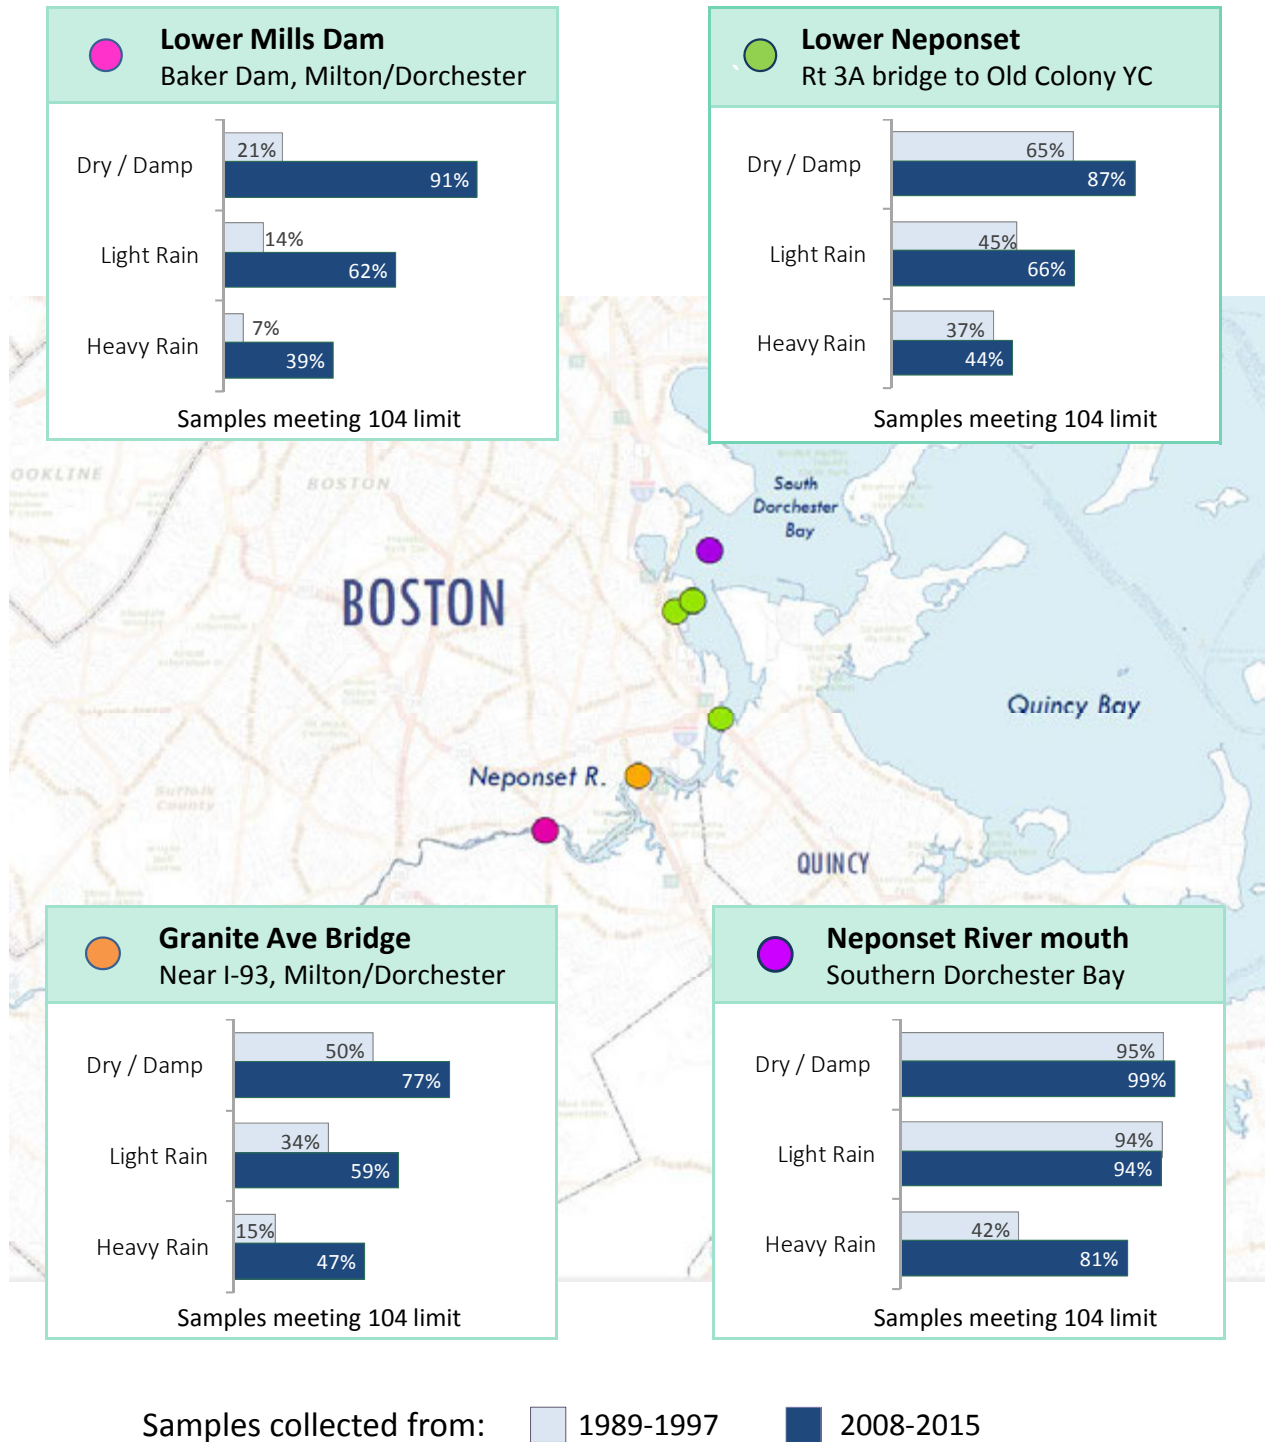 Lower Mills Dam
Baker Dam, Milton/Dorchester
Dry / Damp
21%
91%
Light Rain
14%
62%
Heavy Rain
7%
39%
Samples meeting 104 limit
Lower Neponset
Rt 3A bridge to Old Colony YC
Dry / Damp
65%
87%
Light Rain
45%
66%
Heavy Rain
37%
44%
Samples meeting 104 limit
OOKLINE
BOSTON
South
Dorchester
Bay
BOSTON
Quincy Bay
Neponset R.
Suffolk
County
QUINCY
Granite Ave Bridge
Near I-93, Milton/Dorchester
Dry / Damp
50%
77%
Light Rain
34%
59%
Heavy Rain
15%
47%
Samples meeting 104 limit
Neponset River mouth
Southern Dorchester Bay
Dry / Damp
95%
99%
Light Rain
94%
94%
Heavy Rain
42%
81%
Samples meeting 104 limit
Samples collected from:
1989-1997
2008-2015